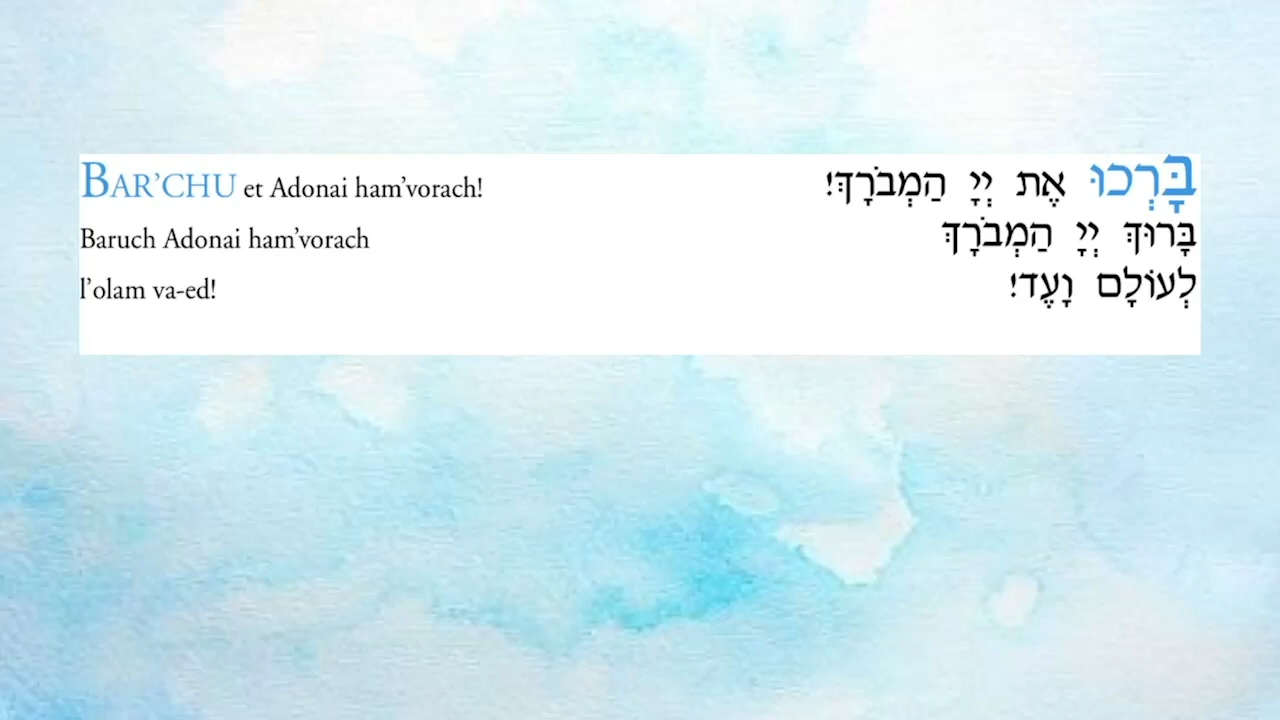 BAR’CHU et Adonai ham’vorach!
Baruch Adonai ham’vorach
l’olam va-ed!
בָּרְכוּ אֶת יְיָ הַמְבֹרָךְ!
בָּרוּךְ יְיָ הַמְבֹרָךְ
לְעוֹלָם וָעֶד!